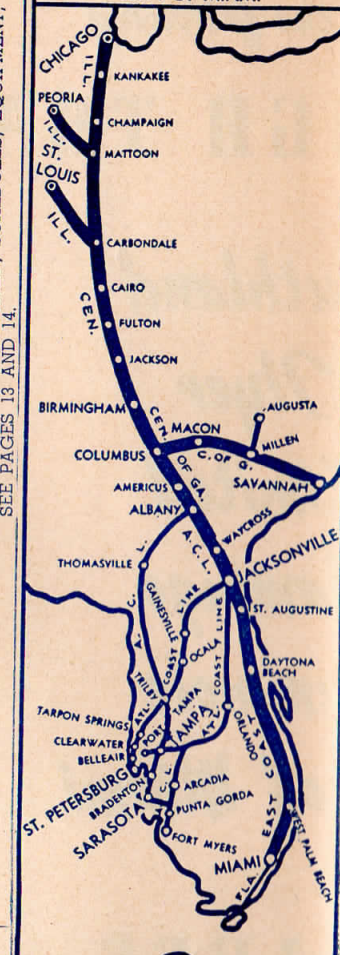 SEE PAGES 13 AND 14.
CHICAGO
ILL.
KANKAKEE
PEORIA
ILL.
CHAMPAIGN
ST.
LOUIS
MATTOON
ILL.
CARBONDALE
CAIRO
CEN.
FULTON
JACKSON
BIRMINGHAM
CEN. OF GA.
MACON
AUGUSTA
COLUMBUS
C. OF G.
MILLEN
AMERICUS
SAVANNAH
ALBANY
A.C.L.
WAYCROSS
THOMASVILLE
A. C. L.
JACKSONVILLE
GAINESVILLE
COAST LINE
ST. AUGUSTINE
OCALA
ATL. COAST LINE
DAYTONA
BEACH
TRILBY
ATL.
TARPON SPRINGS
PORT TAMPA
TAMPA
ORLANDO
CLEARWATER
BELLEAIR
ST. PETERSBURG
BRADENTON
C. L.
ARCADIA
SARASOTA
PUNTA GORDA
FORT MYERS
FLA. EAST COAST
WEST PALM BEACH
MIAMI